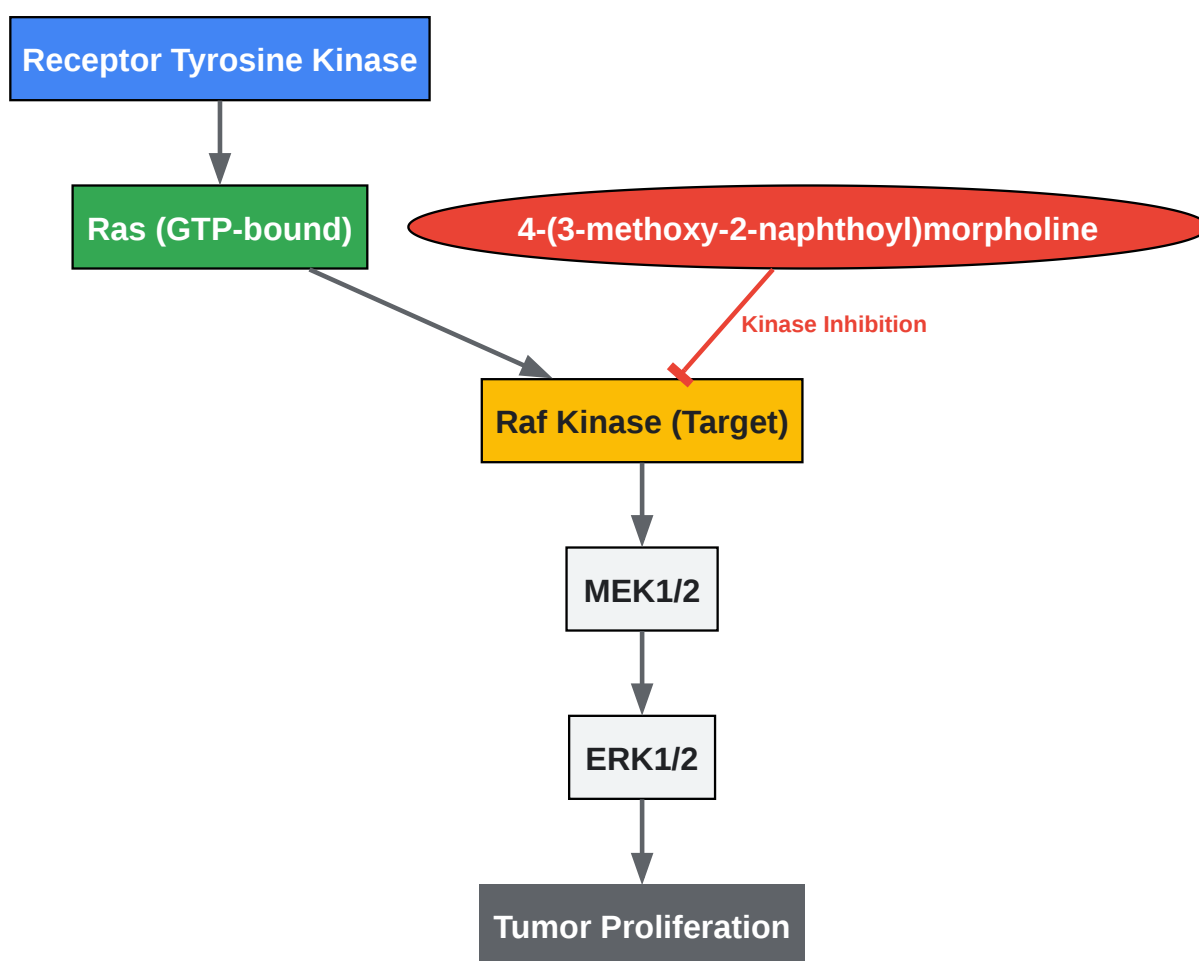 Receptor Tyrosine Kinase
Ras (GTP-bound)
4-(3-methoxy-2-naphthoyl)morpholine
Kinase Inhibition
Raf Kinase (Target)
MEK1/2
ERK1/2
Tumor Proliferation